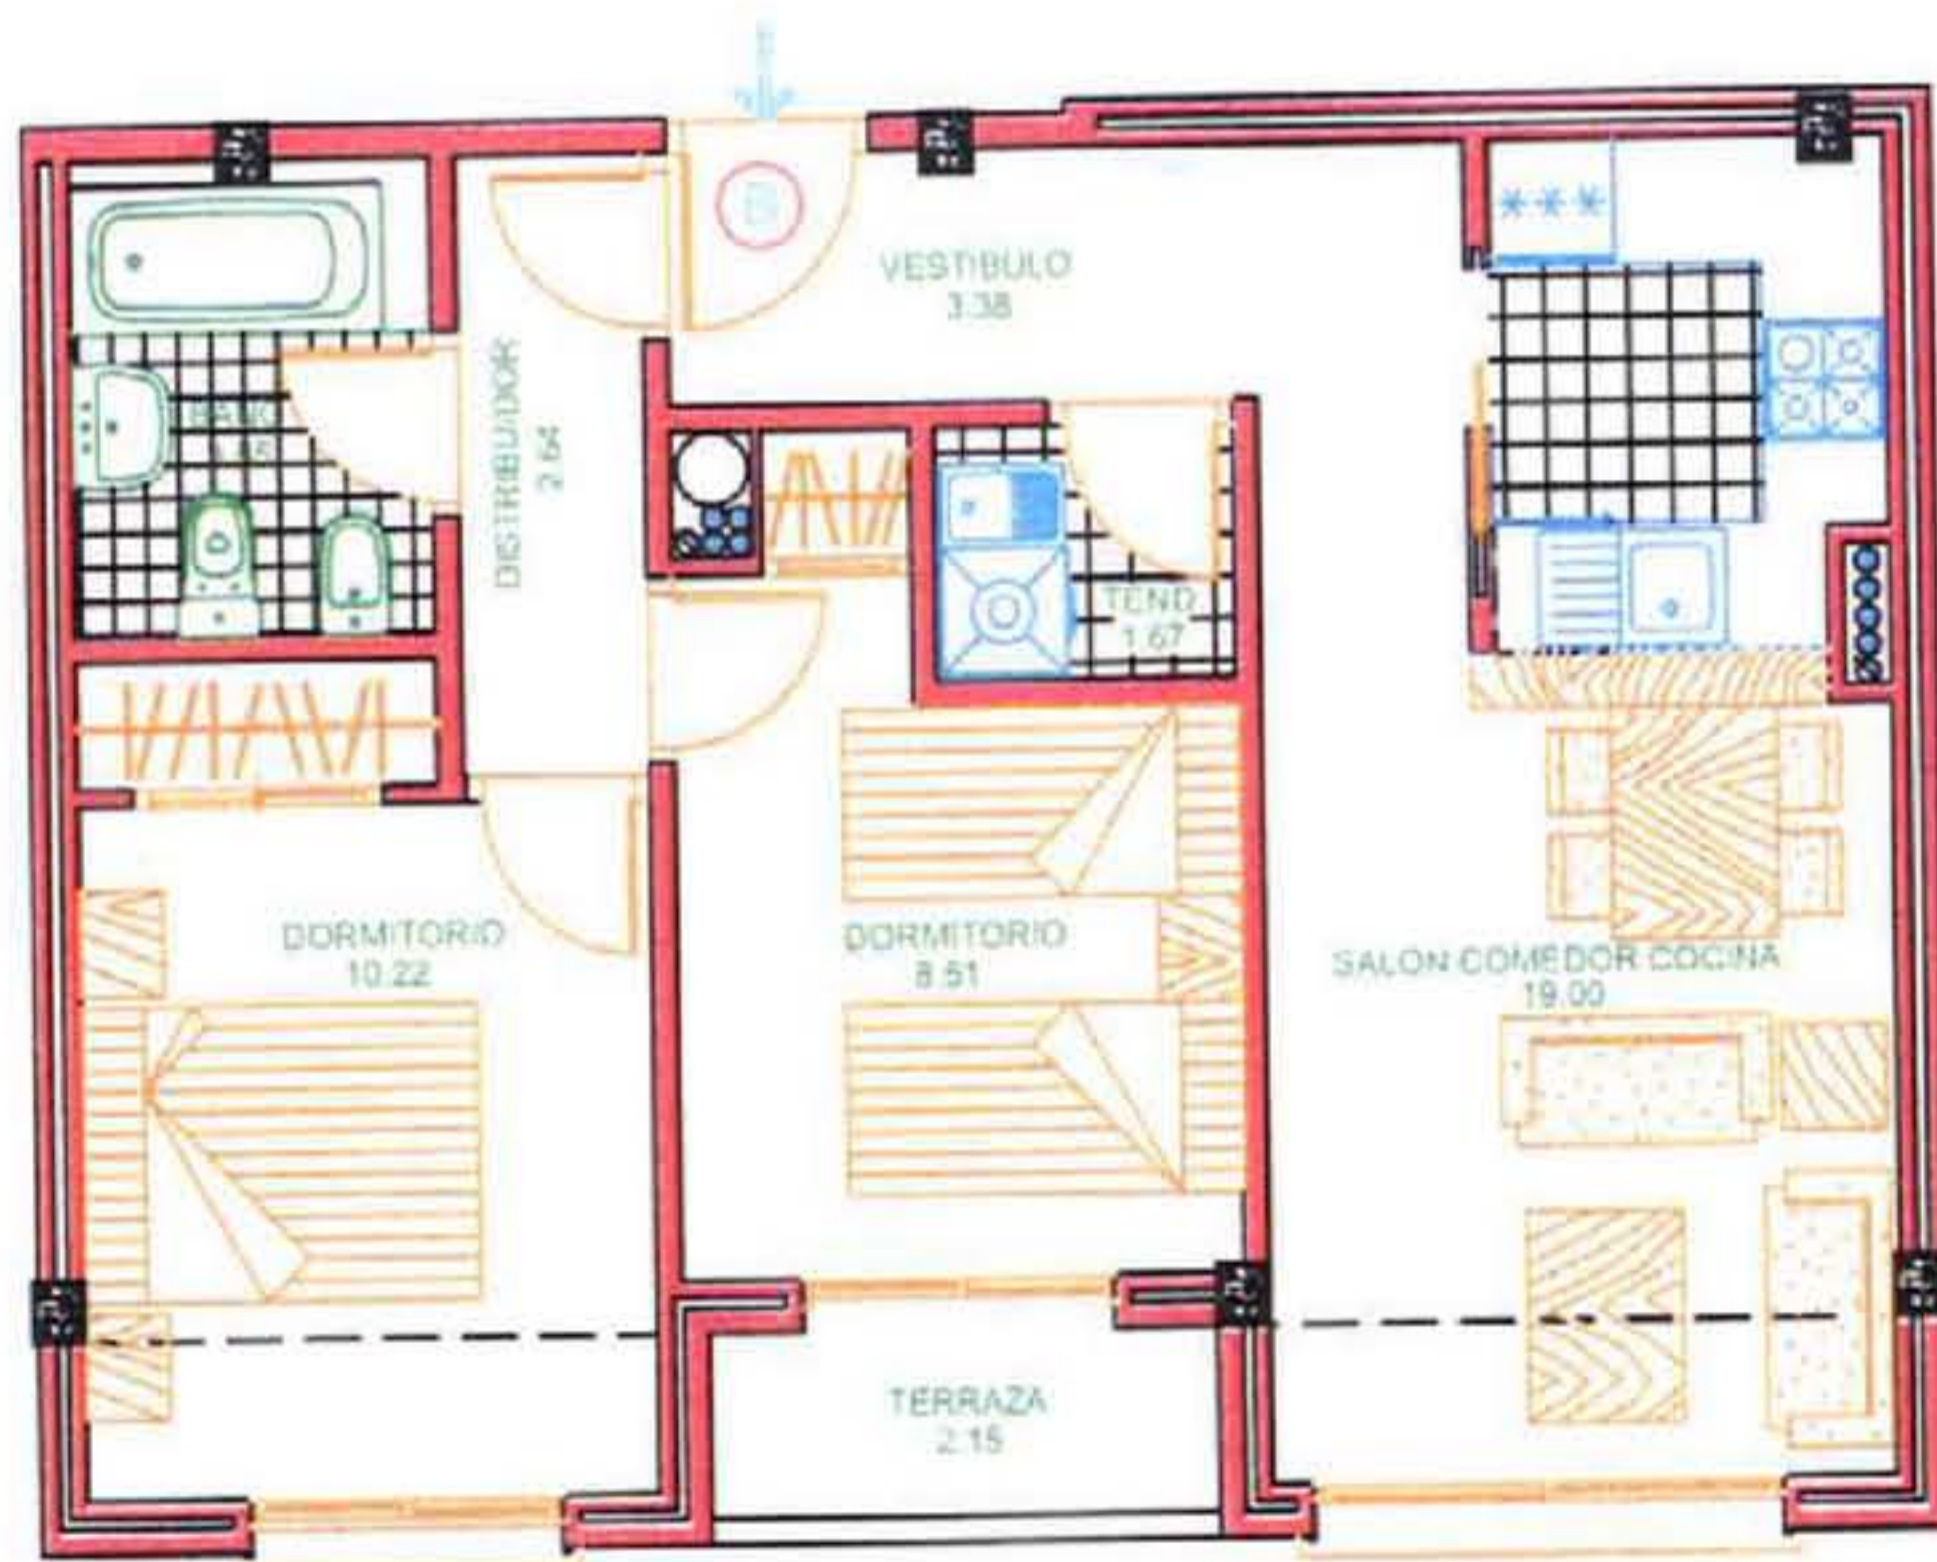 VESTIBULO
3.38
DISTRIBUIDOR
2.64
TEND.
1.67
DORMITORIO
10.22
DORMITORIO
8.51
SALON COMEDOR COCINA
19.00
TERRAZA
2.15